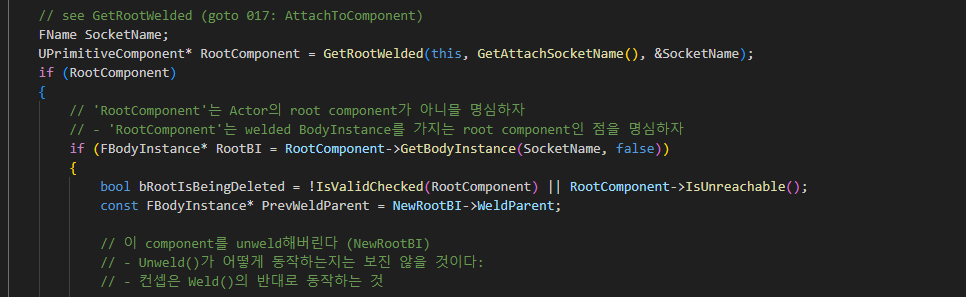 // see GetRootWelded (goto 017: AttachToComponent)
FName SocketName;
UPrimitiveComponent* RootComponent = GetRootWelded(this, GetAttachSocketName(), &SocketName);
if (RootComponent)
{
// 'RootComponent'는 Actor의 root component가 아니믈 명심하자
// - 'RootComponent'는 welded BodyInstance를 가지는 root component인 점을 명심하자
if (FBodyInstance* RootBI = RootComponent->GetBodyInstance(SocketName, false))
{
bool bRootIsBeingDeleted = !IsValidChecked(RootComponent) || RootComponent->IsUnreachable();
const FBodyInstance* PrevWeldParent = NewRootBI->WeldParent;
// 이 component를 unweld해버린다 (NewRootBI)
// - Unweld()가 어떻게 동작하는지는 보진 않을 것이다:
// - 컨셉은 Weld()의 반대로 동작하는 것